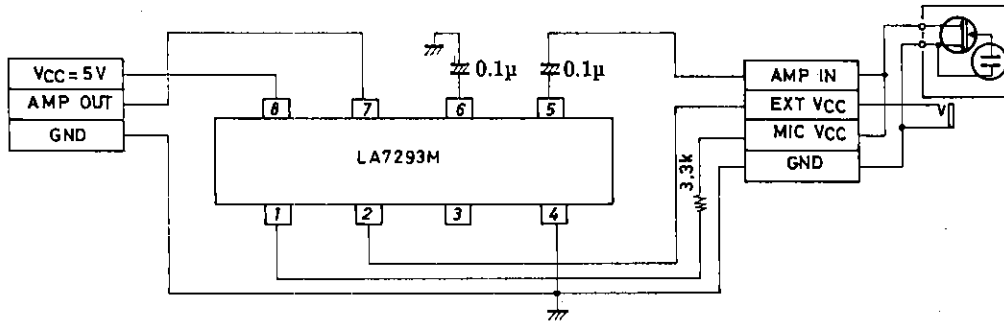 VCC = 5V
AMP OUT
GND
0.1μ
0.1μ
8
7
6
5
LA7293M
1
2
3
4
3.3k
AMP IN
EXT VCC
MIC VCC
GND